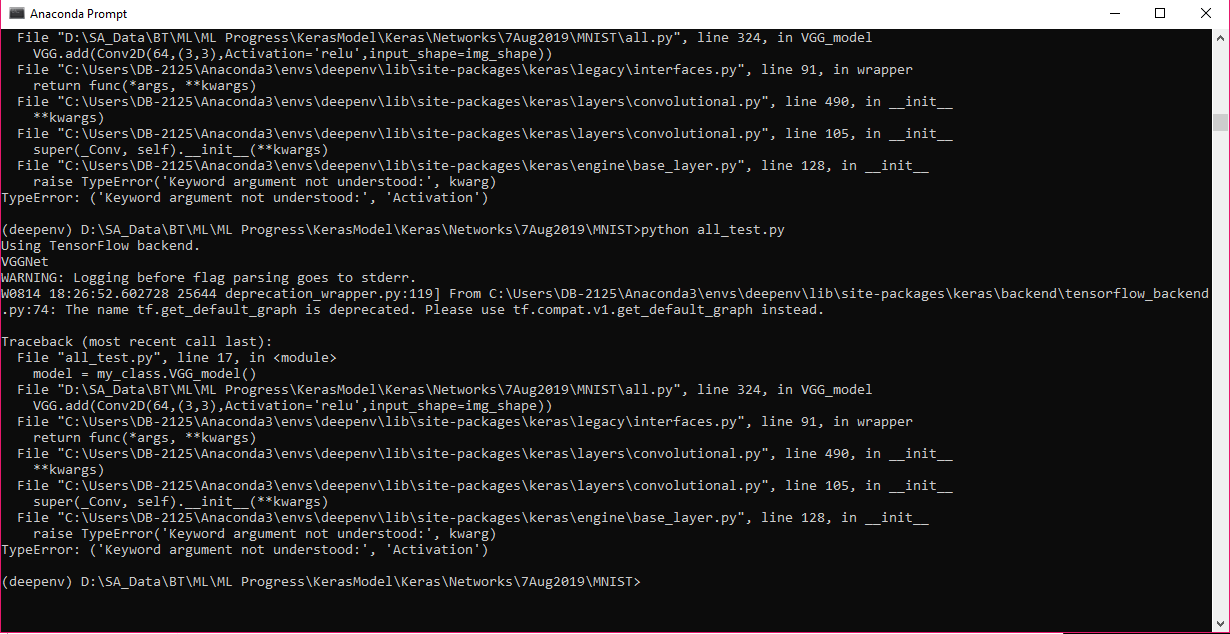 Anaconda Prompt
File "D:\SA_Data\BT\ML\ML Progress\KerasModel\Keras\Networks\7Aug2019\MNIST\all.py", line 324, in VGG_model
VGG.add(Conv2D(64,(3,3),Activation='relu',input_shape=img_shape))
File "C:\Users\DB-2125\Anaconda3\envs\deepenv\lib\site-packages\keras\legacy\interfaces.py", line 91, in wrapper
return func(*args, **kwargs)
File "C:\Users\DB-2125\Anaconda3\envs\deepenv\lib\site-packages\keras\layers\convolutional.py", line 490, in __init__
**kwargs)
File "C:\Users\DB-2125\Anaconda3\envs\deepenv\lib\site-packages\keras\layers\convolutional.py", line 105, in __init__
super(_Conv, self).__init__(**kwargs)
File "C:\Users\DB-2125\Anaconda3\envs\deepenv\lib\site-packages\keras\engine\base_layer.py", line 128, in __init__
raise TypeError('Keyword argument not understood:', kwarg)
TypeError: ('Keyword argument not understood:', 'Activation')
(deepenv) D:\SA_Data\BT\ML\ML Progress\KerasModel\Keras\Networks\7Aug2019\MNIST>python all_test.py
Using TensorFlow backend.
VGGNet
WARNING: Logging before flag parsing goes to stderr.
W0814 18:26:52.602728 25644 deprecation_wrapper.py:119] From C:\Users\DB-2125\Anaconda3\envs\deepenv\lib\site-packages\keras\backend\tensorflow_backend
.py:74: The name tf.get_default_graph is deprecated. Please use tf.compat.v1.get_default_graph instead.
Traceback (most recent call last):
File "all_test.py", line 17, in <module>
model = my_class.VGG_model()
File "D:\SA_Data\BT\ML\ML Progress\KerasModel\Keras\Networks\7Aug2019\MNIST\all.py", line 324, in VGG_model
VGG.add(Conv2D(64,(3,3),Activation='relu',input_shape=img_shape))
File "C:\Users\DB-2125\Anaconda3\envs\deepenv\lib\site-packages\keras\legacy\interfaces.py", line 91, in wrapper
return func(*args, **kwargs)
File "C:\Users\DB-2125\Anaconda3\envs\deepenv\lib\site-packages\keras\layers\convolutional.py", line 490, in __init__
**kwargs)
File "C:\Users\DB-2125\Anaconda3\envs\deepenv\lib\site-packages\keras\layers\convolutional.py", line 105, in __init__
super(_Conv, self).__init__(**kwargs)
File "C:\Users\DB-2125\Anaconda3\envs\deepenv\lib\site-packages\keras\engine\base_layer.py", line 128, in __init__
raise TypeError('Keyword argument not understood:', kwarg)
TypeError: ('Keyword argument not understood:', 'Activation')
(deepenv) D:\SA_Data\BT\ML\ML Progress\KerasModel\Keras\Networks\7Aug2019\MNIST>